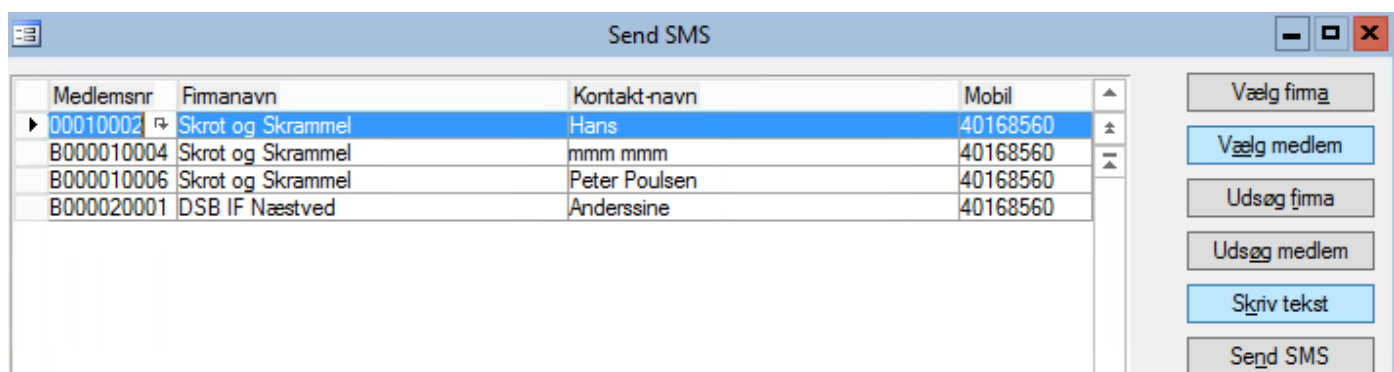 Send SMS
Medlemsnr Firmanavn Kontakt-navn Mobil
00010002 Skrot og Skrammel Hans 40168560
B000010004 Skrot og Skrammel mmm mmm 40168560
B000010006 Skrot og Skrammel Peter Poulsen 40168560
B000020001 DSB IF Næstved Anderssine 40168560
Vælg firma
Vælg medlem
Udsøg firma
Udsøg medlem
Skriv tekst
Send SMS